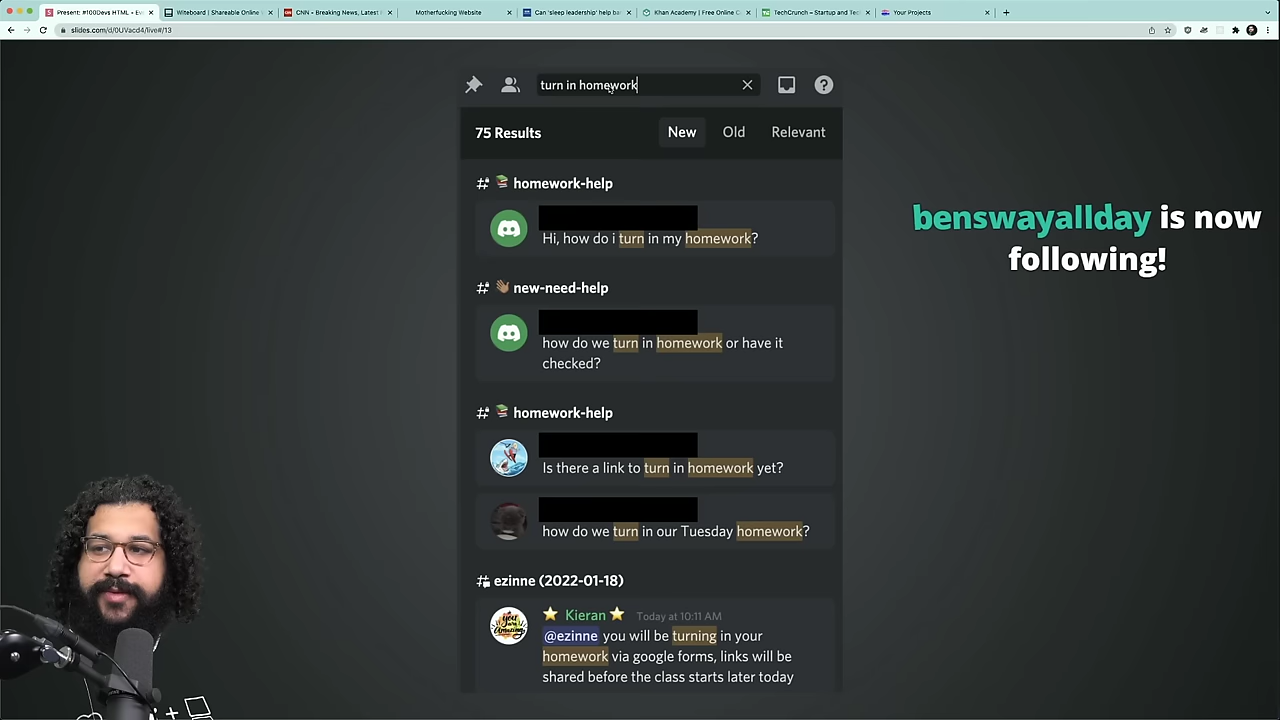 Present: #100Devs HTML • Ev
Witeboard | Shareable Online
CNN - Breaking News, Latest
Motherfucking Website
Can 'sleep leadership' help ba
Khan Academy | Free Online
TechCrunch – Startup and Tec
Your Projects
slides.com/d/0UVacd4/live#/13
turn in homework
75 Results
New
Old
Relevant
homework-help
Hi, how do i turn in my homework?
new-need-help
how do we turn in homework or have it
checked?
homework-help
Is there a link to turn in homework yet?
how do we turn in our Tuesday homework?
ezinne (2022-01-18)
Kieran Today at 10:11 AM
@ezinne you will be turning in your
homework via google forms, links will be
shared before the class starts later today
benswayallday is now
following!